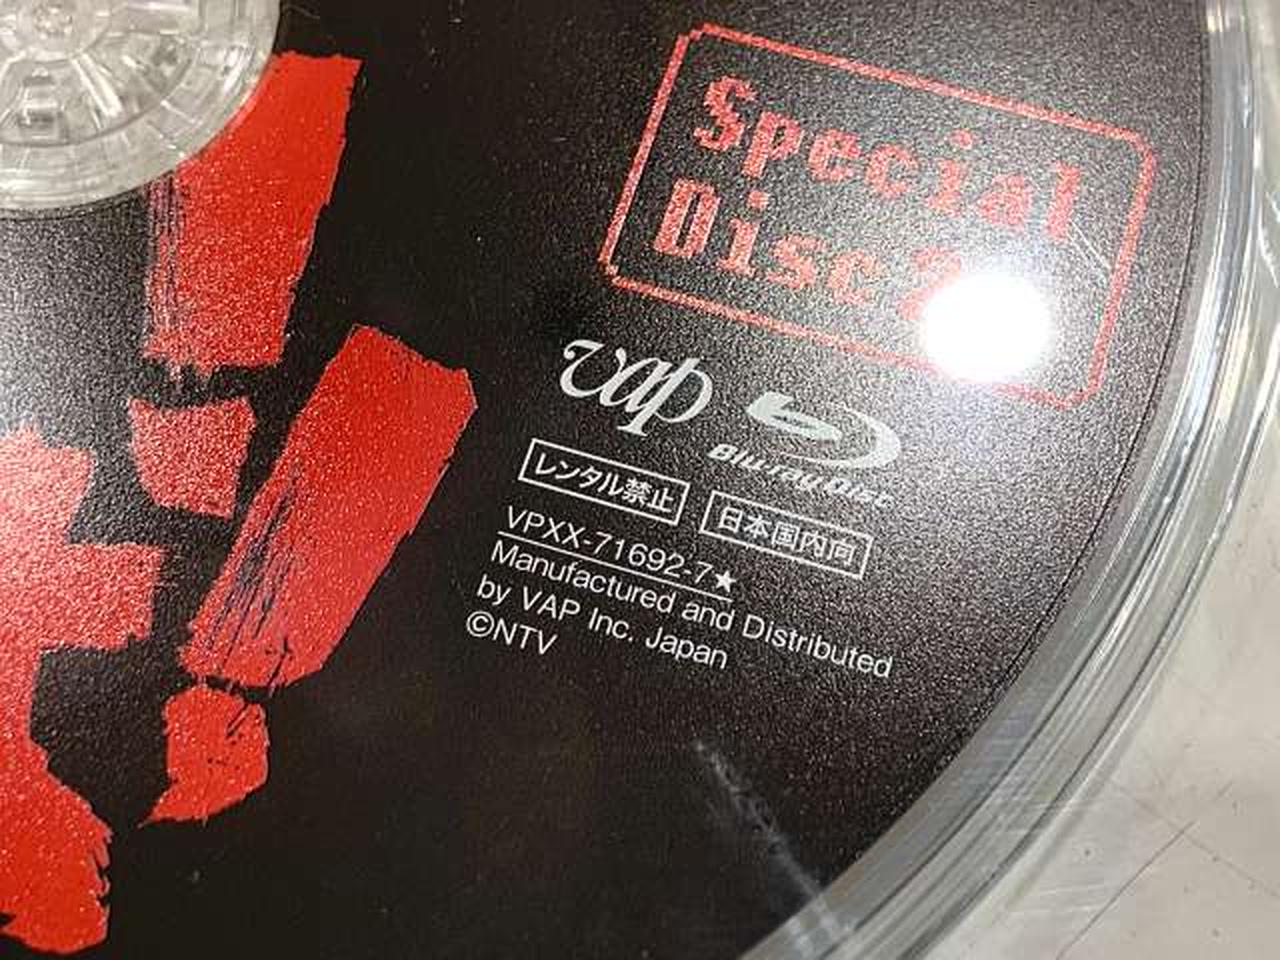 Special
Disc 2
vap
Blu-ray Disc
レンタル禁止
日本国内向
VPXX-71692-7★
Manufactured and Distributed
by VAP Inc. Japan
©NTV